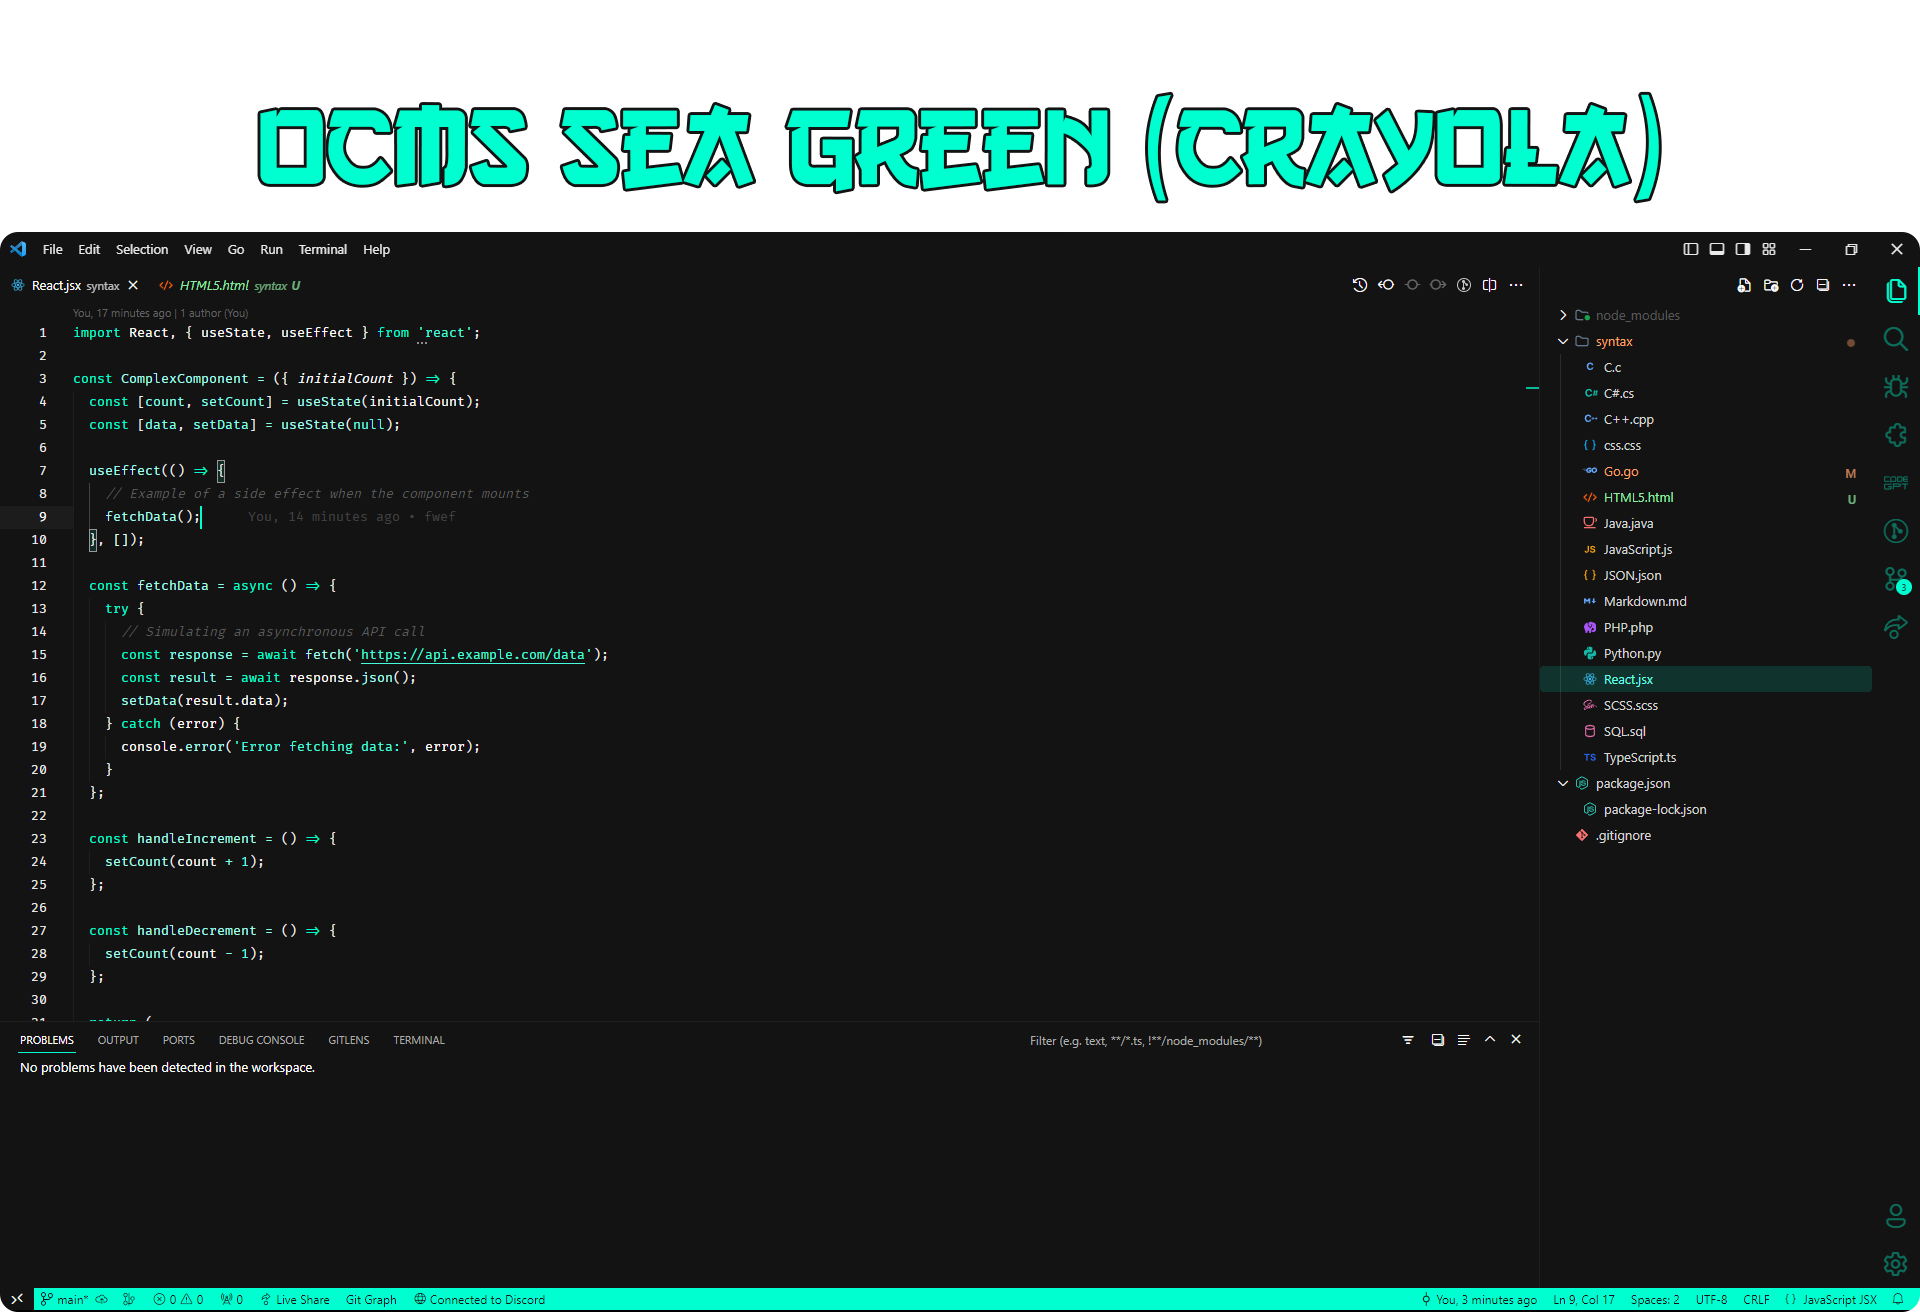 OCMS SEA GREEN (CRAYOLA)
File Edit Selection View Go Run Terminal Help
React.jsx syntax HTML5.html syntax U
You, 17 minutes ago | 1 author (You)
1 import React, { useState, useEffect } from 'react';
2
3 const ComplexComponent = ({ initialCount }) => {
4 const [count, setCount] = useState(initialCount);
5 const [data, setData] = useState(null);
6
7 useEffect(() => {
8 // Example of a side effect when the component mounts
9 fetchData(); You, 14 minutes ago • fwef
10 }, []);
11
12 const fetchData = async () => {
13 try {
14 // Simulating an asynchronous API call
15 const response = await fetch('https://api.example.com/data');
16 const result = await response.json();
17 setData(result.data);
18 } catch (error) {
19 console.error('Error fetching data:', error);
20 }
21 };
22
23 const handleIncrement = () => {
24 setCount(count + 1);
25 };
26
27 const handleDecrement = () => {
28 setCount(count - 1);
29 };
30
node_modules
syntax
C C.c
C# C#.cs
C++ C++.cpp
{ } css.css
GO Go.go M
</> HTML5.html U
Java.java
JS JavaScript.js
{ } JSON.json
M↓ Markdown.md
PHP.php
Python.py
React.jsx
SCSS.scss
SQL.sql
TS TypeScript.ts
package.json
package-lock.json
.gitignore
CODE
GPT
3
PROBLEMS OUTPUT PORTS DEBUG CONSOLE GITLENS TERMINAL Filter (e.g. text, **/*.ts, !**/node_modules/**)
No problems have been detected in the workspace.
main* 0 0 0 Live Share Git Graph Connected to Discord You, 3 minutes ago Ln 9, Col 17 Spaces: 2 UTF-8 CRLF { } JavaScript JSX